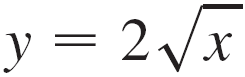 y = 2√x